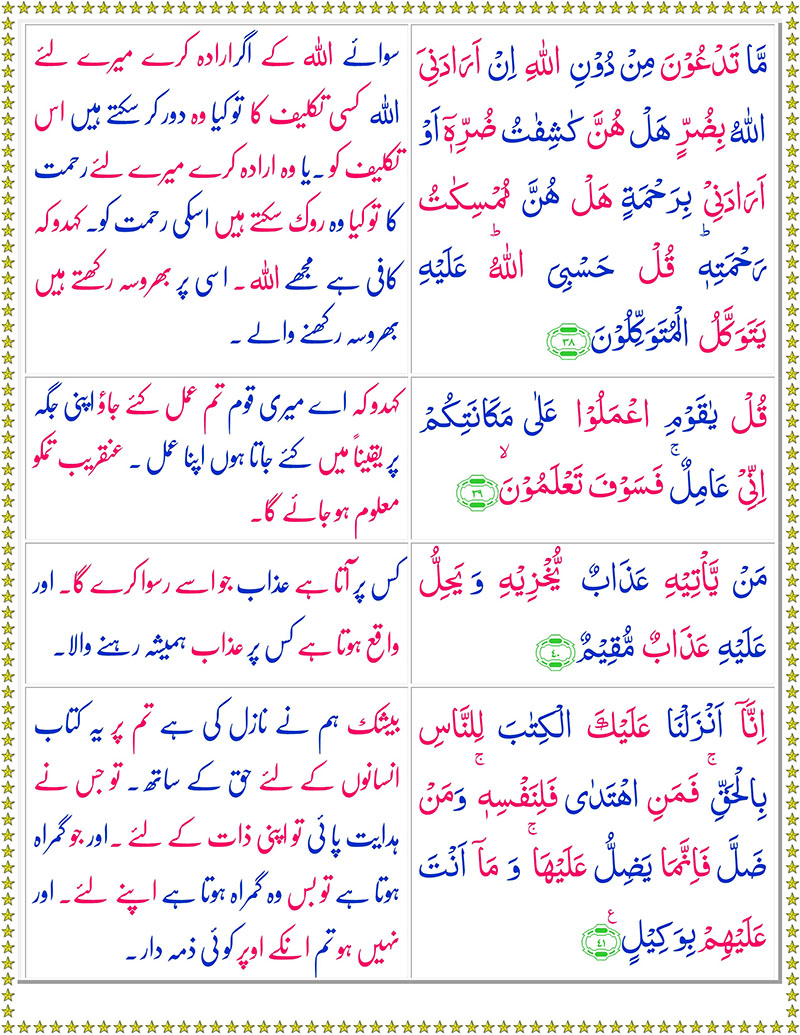 مَّا تَدْعُوْنَ مِنْ دُوْنِ اللّٰهِ اِنْ اَرَادَنِیَ
اللّٰهُ بِضُرٍّ هَلْ هُنَّ كٰشِفٰتُ ضُرِّهٖۤ اَوْ
اَرَادَنِیْ بِرَحْمَةٍ هَلْ هُنَّ مُمْسِكٰتُ
رَحْمَتِهٖ ؕ قُلْ حَسْبِیَ اللّٰهُ ؕ عَلَیْهِ
یَتَوَكَّلُ الْمُتَوَكِّلُوْنَ ۳۸
سوائے اللہ کے اگر ارادہ کرے میرے لئے
اللہ کسی تکلیف کا تو کیا وہ دور کر سکتے ہیں اس
تکلیف کو ۔ یا وہ ارادہ کرے میرے لئے رحمت
کا تو کیا وہ روک سکتے ہیں اسکی رحمت کو۔ کہدو کہ
کافی ہے مجھے اللہ ۔ اسی پر بھروسہ رکھتے ہیں
بھروسہ رکھنے والے ۔
قُلْ یٰقَوْمِ اعْمَلُوْا عَلٰی مَكَانَتِكُمْ
اِنِّیْ عَامِلٌ ۚ فَسَوْفَ تَعْلَمُوْنَ ۙ ۳۹
کہدو کہ اے میری قوم تم عمل کئے جاؤ اپنی جگہ
پر یقیناً میں کئے جاتا ہوں اپنا عمل ۔ عنقریب تمکو
معلوم ہو جائے گا۔
مَنْ یَّاْتِیْهِ عَذَابٌ یُّخْزِیْهِ وَ یَحِلُّ
عَلَیْهِ عَذَابٌ مُّقِیْمٌ ۴۰
کس پر آتا ہے عذاب جو اسے رسوا کرے گا۔ اور
واقع ہوتا ہے کس پر عذاب ہمیشہ رہنے والا۔
اِنَّاۤ اَنْزَلْنَا عَلَیْكَ الْكِتٰبَ لِلنَّاسِ
بِالْحَقِّ ۚ فَمَنِ اهْتَدٰی فَلِنَفْسِهٖ ۚ وَمَنْ
ضَلَّ فَاِنَّمَا یَضِلُّ عَلَیْهَا ۚ وَ مَاۤ اَنْتَ
عَلَیْهِمْ بِوَكِیْلٍ ۠ ع ۴۱
بیشک ہم نے نازل کی ہے تم پر یہ کتاب
انسانوں کے لئے حق کے ساتھ۔ تو جس نے
ہدایت پائی تو اپنی ذات کے لئے ۔ اور جو گمراہ
ہوتا ہے تو بس وہ گمراہ ہوتا ہے اپنے لئے ۔ اور
نہیں ہو تم انکے اوپر کوئی ذمہ دار۔